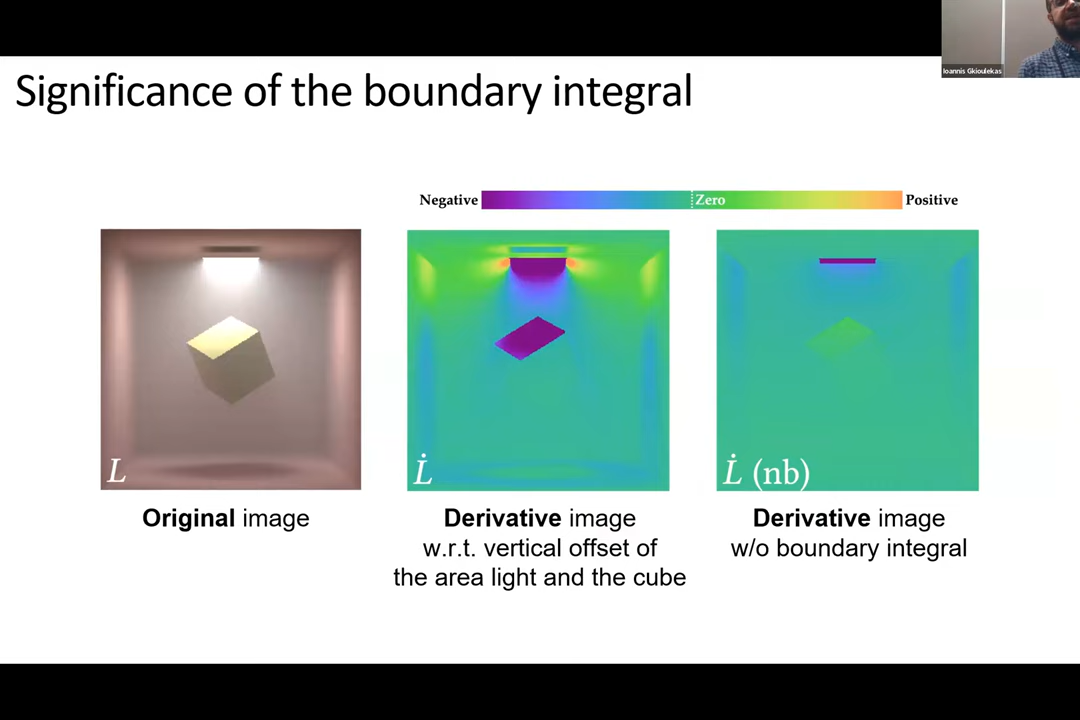 Ioannis Gkioulekas
Significance of the boundary integral
Negative Zero Positive
L
L̇
L̇ (nb)
Original image
Derivative image
w.r.t. vertical offset of
the area light and the cube
Derivative image
w/o boundary integral